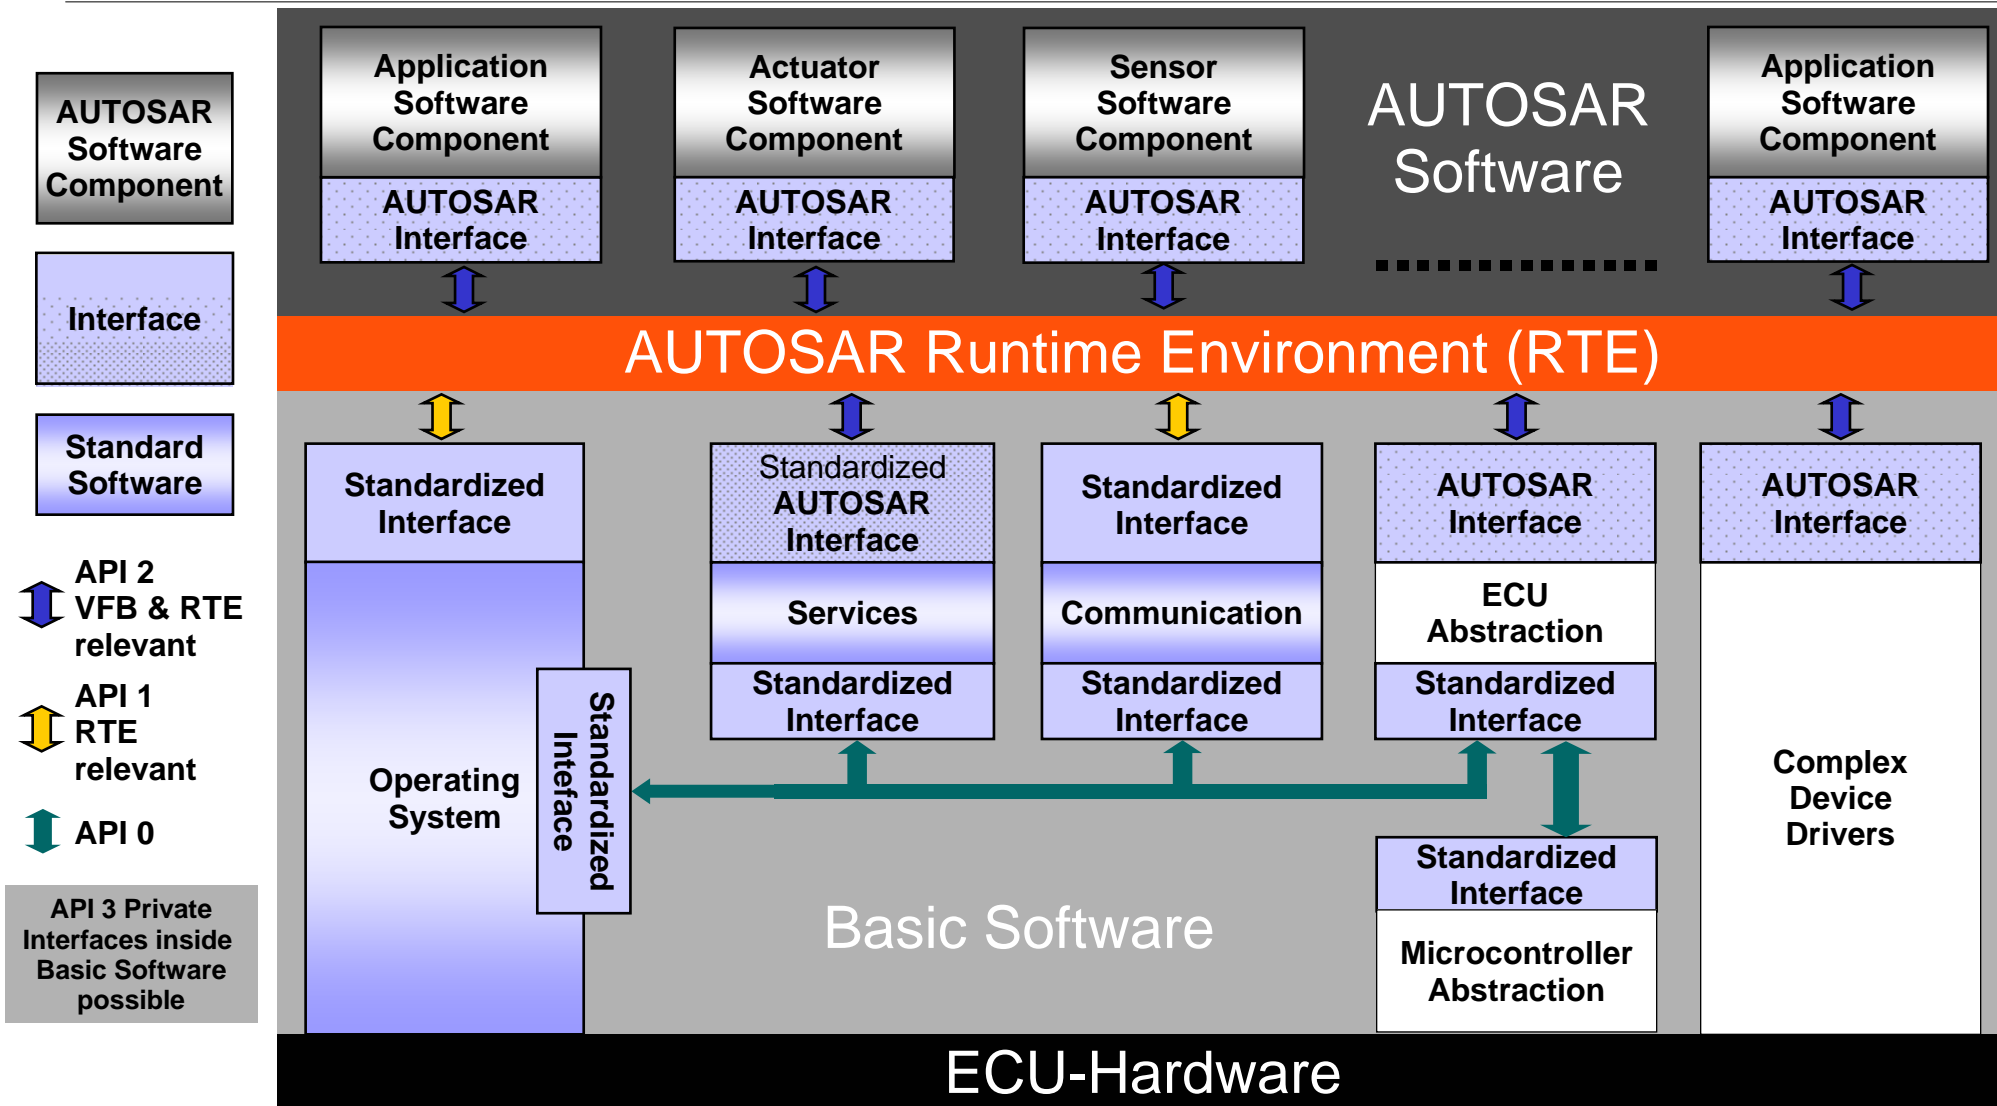 AUTOSAR
Software
Component
Interface
Standard
Software
API 2
VFB & RTE
relevant
API 1
RTE
relevant
API 0
API 3 Private
Interfaces inside
Basic Software
possible
Application
Software
Component
AUTOSAR
Interface
Actuator
Software
Component
AUTOSAR
Interface
Sensor
Software
Component
AUTOSAR
Interface
AUTOSAR
Software
Application
Software
Component
AUTOSAR
Interface
AUTOSAR Runtime Environment (RTE)
Standardized
Interface
Operating
System
Standardized
Inteface
Standardized
AUTOSAR
Interface
Services
Standardized
Interface
Standardized
Interface
Communication
Standardized
Interface
AUTOSAR
Interface
ECU
Abstraction
Standardized
Interface
Standardized
Interface
Microcontroller
Abstraction
AUTOSAR
Interface
Complex
Device
Drivers
Basic Software
ECU-Hardware